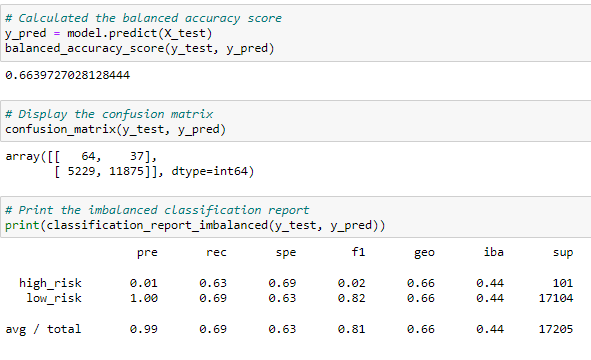 # Calculated the balanced accuracy score
y_pred = model.predict(X_test)
balanced_accuracy_score(y_test, y_pred)
0.6639727028128444
# Display the confusion matrix
confusion_matrix(y_test, y_pred)
array([[   64,    37],
       [ 5229, 11875]], dtype=int64)
# Print the imbalanced classification report
print(classification_report_imbalanced(y_test, y_pred))
pre rec spe f1 geo iba sup
high_risk 0.01 0.63 0.69 0.02 0.66 0.44 101
low_risk 1.00 0.69 0.63 0.82 0.66 0.44 17104
avg / total 0.99 0.69 0.63 0.81 0.66 0.44 17205